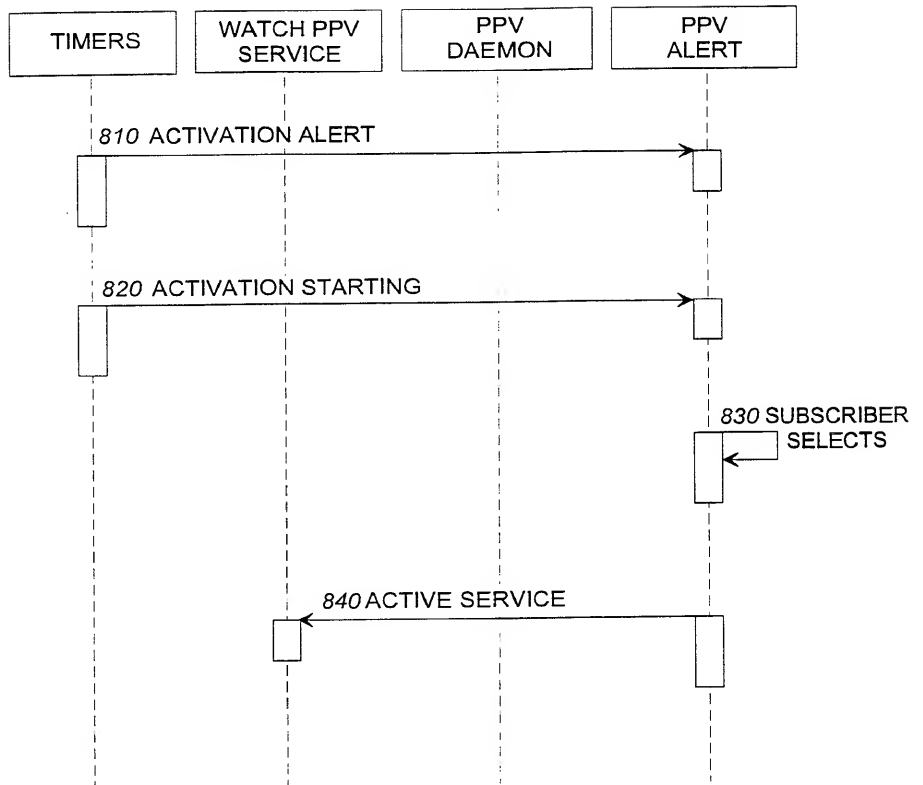 TIMERS
WATCH PPV
SERVICE
PPV
DAEMON
PPV
ALERT
810 ACTIVATION ALERT
820 ACTIVATION STARTING
830 SUBSCRIBER
SELECTS
840 ACTIVE SERVICE